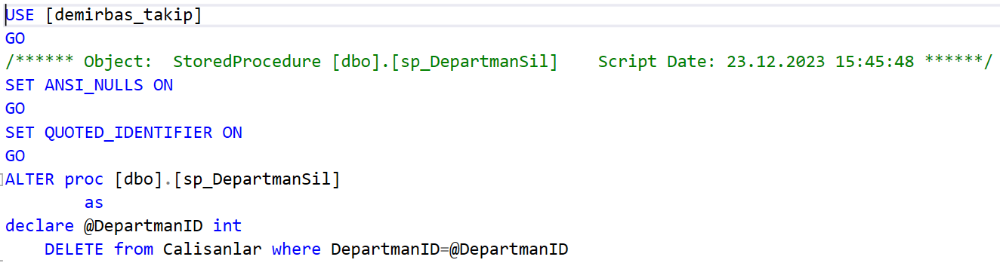 USE [demirbas_takip]
GO
/****** Object:  StoredProcedure [dbo].[sp_DepartmanSil]    Script Date: 23.12.2023 15:45:48 ******/
SET ANSI_NULLS ON
GO
SET QUOTED_IDENTIFIER ON
GO
ALTER proc [dbo].[sp_DepartmanSil]
        as
declare @DepartmanID int
    DELETE from Calisanlar where DepartmanID=@DepartmanID